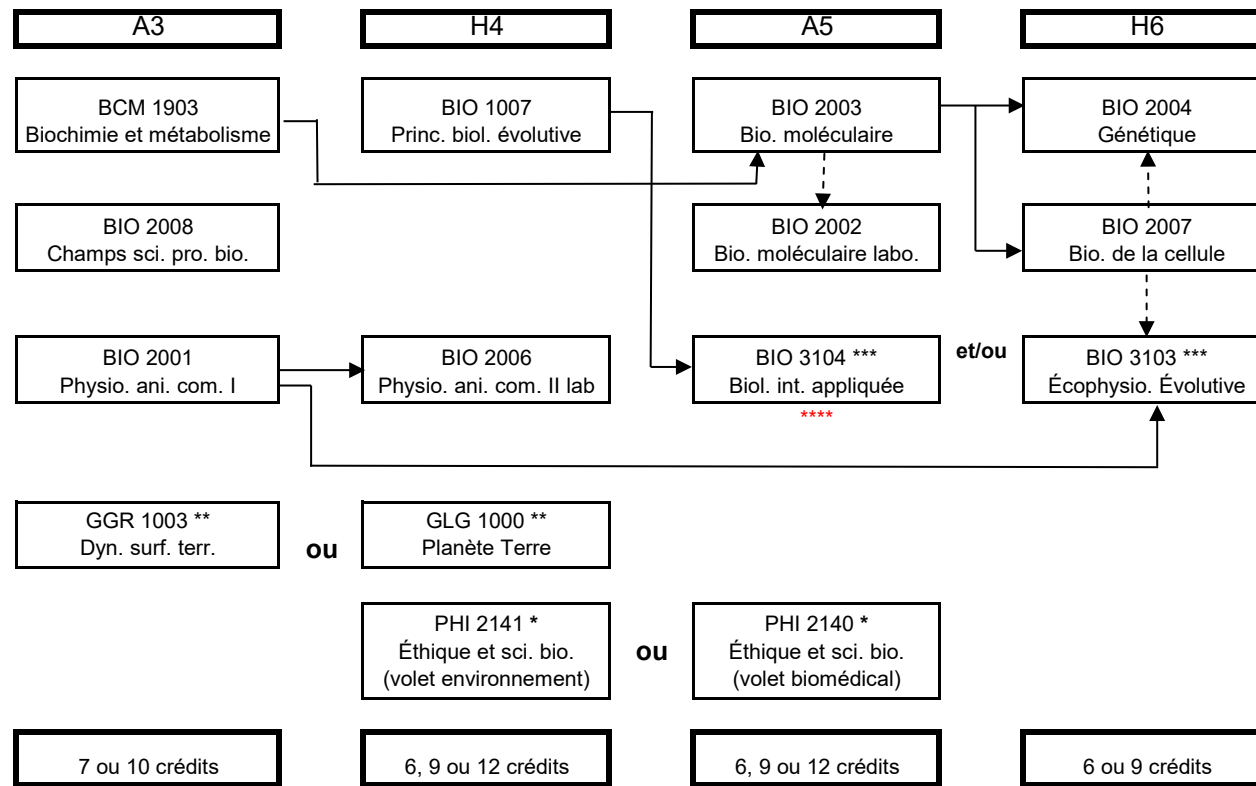 A3
H4
A5
H6
BCM 1903
Biochimie et métabolisme
BIO 1007
Princ. biol. évolutive
BIO 2003
Bio. moléculaire
BIO 2004
Génétique
BIO 2008
Champs sci. pro. bio.
BIO 2002
Bio. moléculaire labo.
BIO 2007
Bio. de la cellule
BIO 2001
Physio. ani. com. I
BIO 2006
Physio. ani. com. II lab
BIO 3104 ***
Biol. int. appliquée
****
et/ou
BIO 3103 ***
Écophysio. Évolutive
GGR 1003 **
Dyn. surf. terr.
ou
GLG 1000 **
Planète Terre
PHI 2141 *
Éthique et sci. bio.
(volet environnement)
ou
PHI 2140 *
Éthique et sci. bio.
(volet biomédical)
7 ou 10 crédits
6, 9 ou 12 crédits
6, 9 ou 12 crédits
6 ou 9 crédits